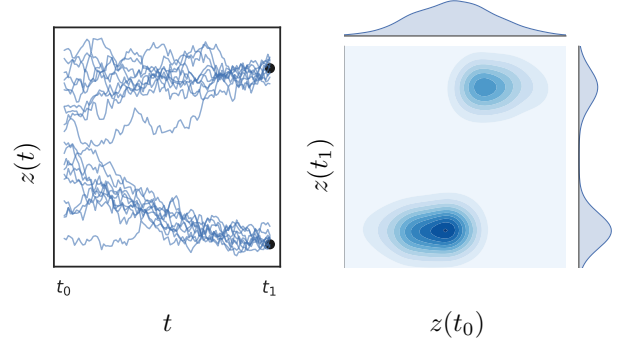 z(t)
t₀
t₁
t
z(t₁)
z(t₀)